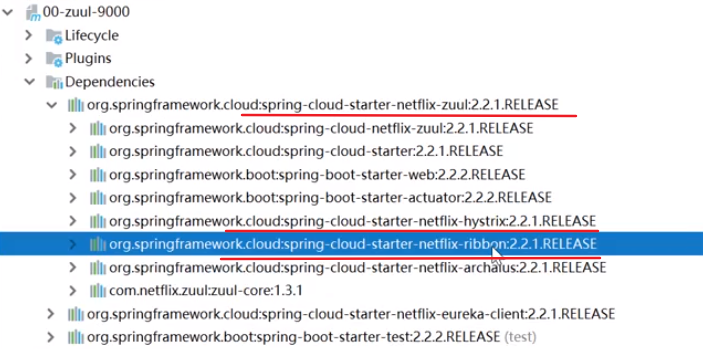 00-zuul-9000
Lifecycle
Plugins
Dependencies
org.springframework.cloud:spring-cloud-starter-netflix-zuul:2.2.1.RELEASE
org.springframework.cloud:spring-cloud-netflix-zuul:2.2.1.RELEASE
org.springframework.cloud:spring-cloud-starter:2.2.1.RELEASE
org.springframework.boot:spring-boot-starter-web:2.2.2.RELEASE
org.springframework.boot:spring-boot-starter-actuator:2.2.2.RELEASE
org.springframework.cloud:spring-cloud-starter-netflix-hystrix:2.2.1.RELEASE
org.springframework.cloud:spring-cloud-starter-netflix-ribbon:2.2.1.RELEASE
org.springframework.cloud:spring-cloud-starter-netflix-archaius:2.2.1.RELEASE
com.netflix.zuul:zuul-core:1.3.1
org.springframework.cloud:spring-cloud-starter-netflix-eureka-client:2.2.1.RELEASE
org.springframework.boot:spring-boot-starter-test:2.2.2.RELEASE (test)